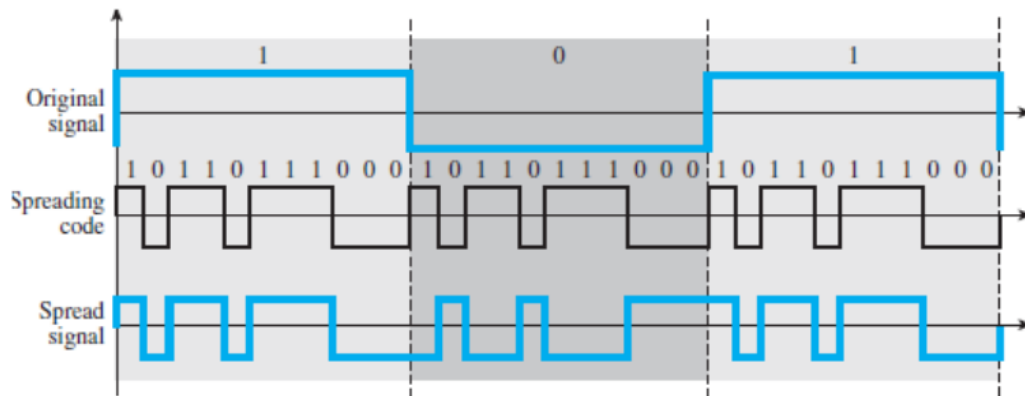 1 0 1
Original
signal
1 0 1 1 0 1 1 1 0 0 0 1 0 1 1 0 1 1 1 0 0 0 1 0 1 1 0 1 1 1 0 0 0
Spreading
code
Spread
signal